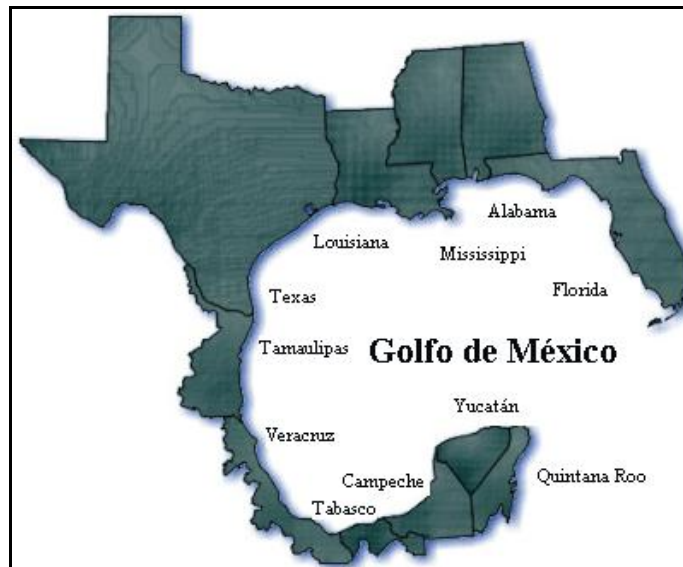 Alabama
Louisiana
Mississippi
Florida
Texas
Tamaulipas
Golfo de México
Yucatán
Veracruz
Campeche
Quintana Roo
Tabasco